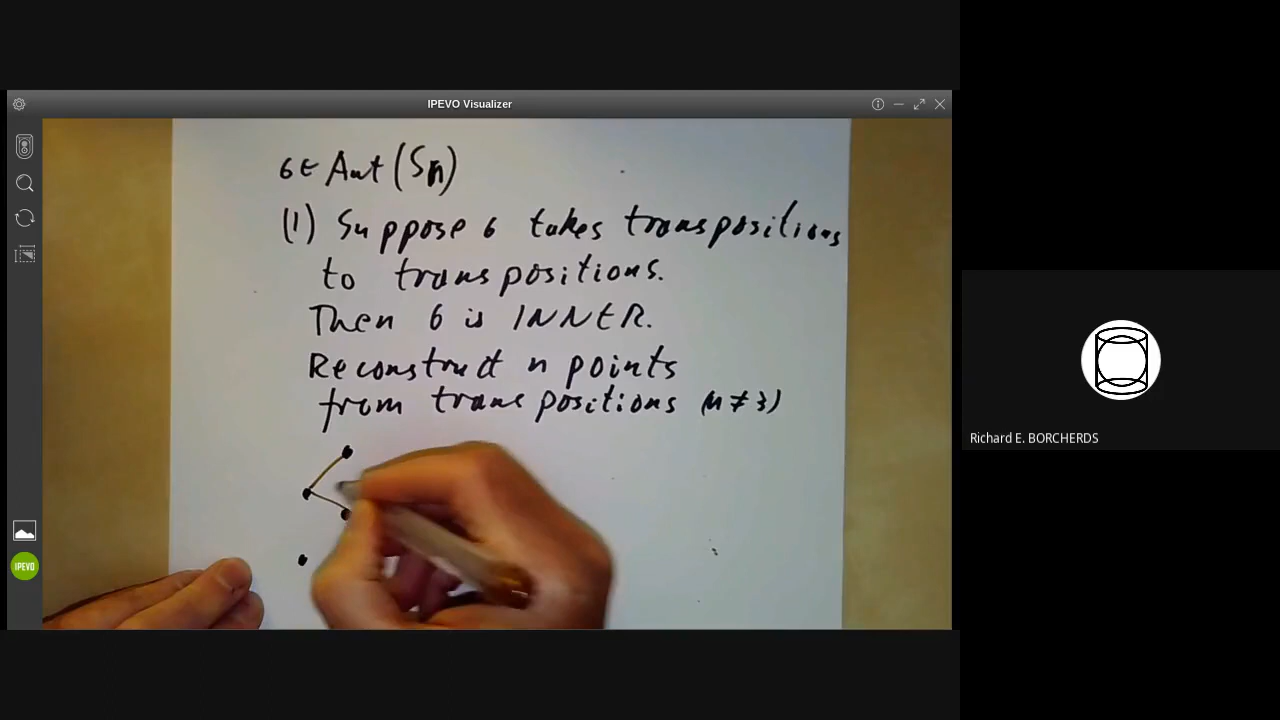 IPEVO Visualizer
σ ∈ Aut (Sn)
(1) Suppose σ takes transpositions
to transpositions.
Then σ is INNER.
Reconstruct n points
from transpositions (n ≠ 3)
IPEVO
Richard E. BORCHERDS